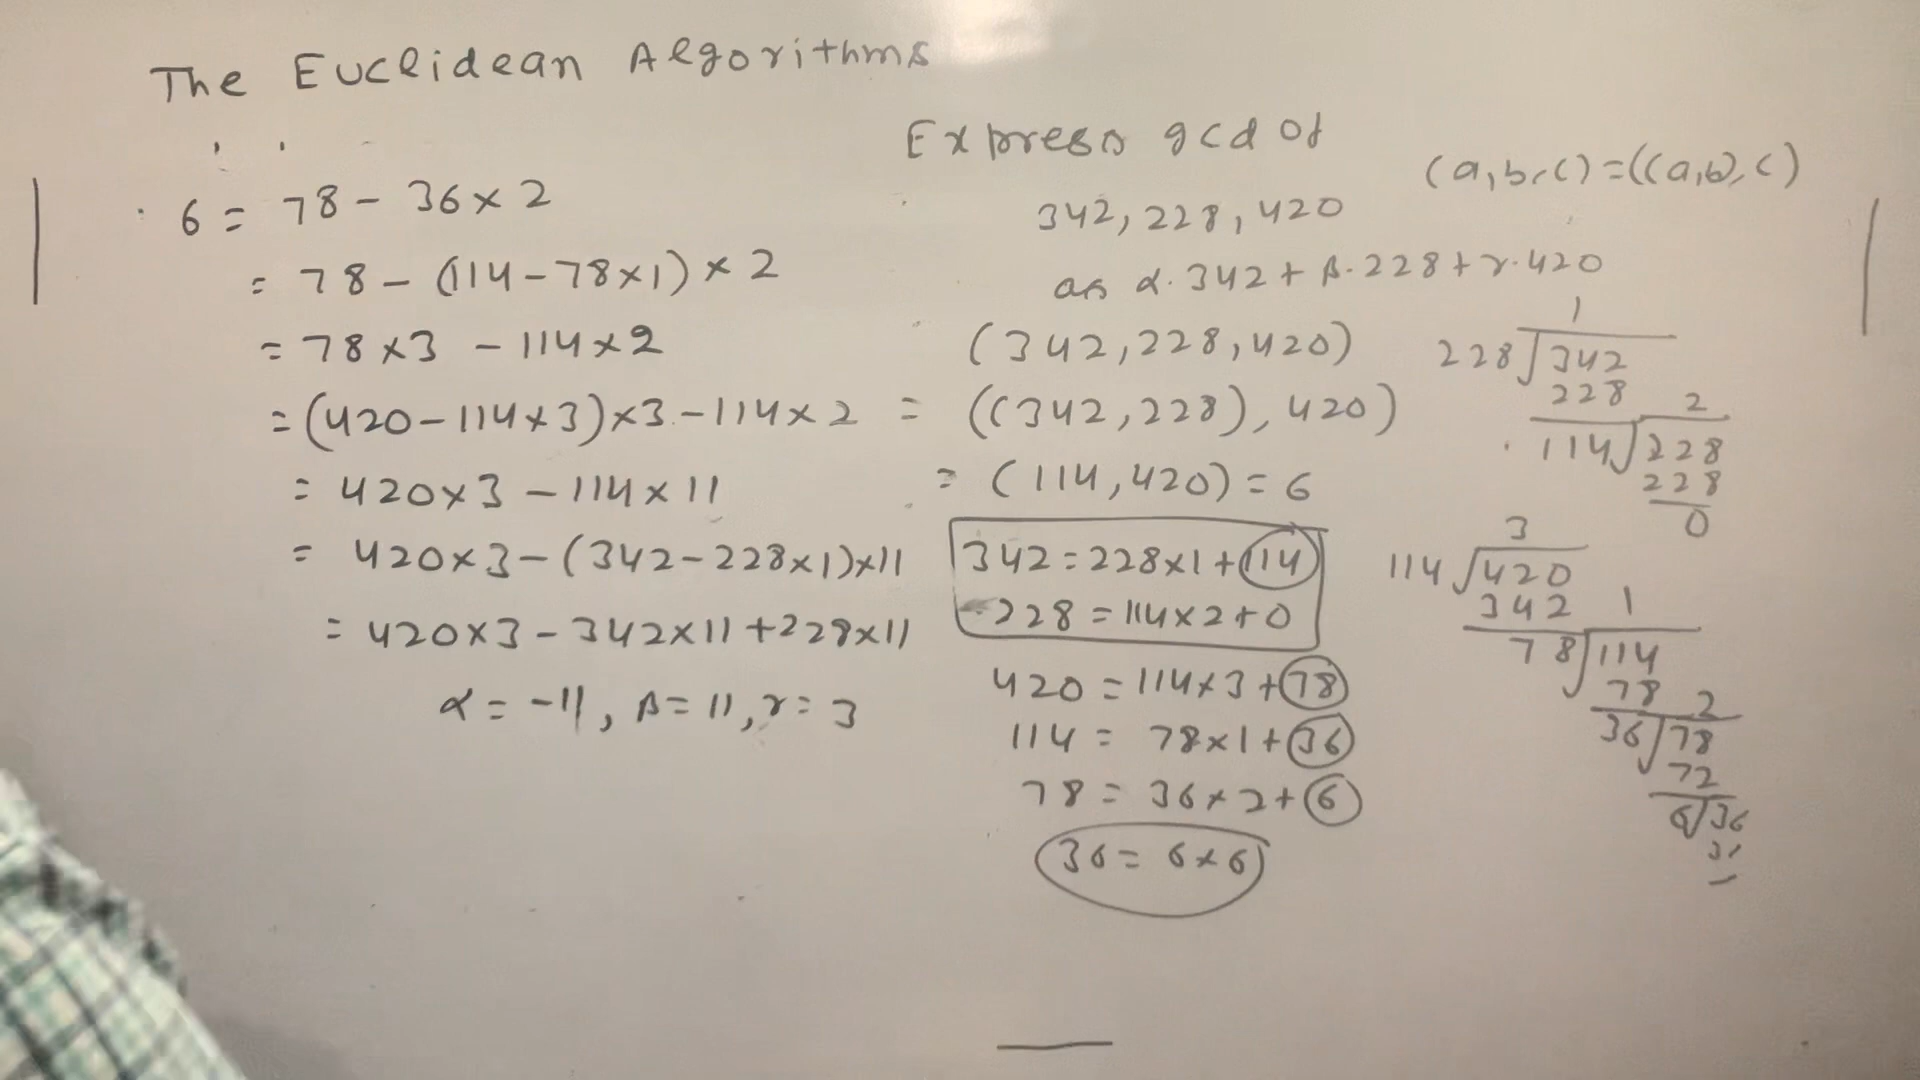 The Euclidean Algorithms
6 = 78 - 36 × 2
= 78 - (114 - 78×1) × 2
= 78 × 3 - 114 × 2
= (420 - 114 × 3) × 3 - 114 × 2
= 420 × 3 - 114 × 11
= 420 × 3 - (342 - 228 × 1) × 11
= 420 × 3 - 342 × 11 + 228 × 11
α = -11, β = 11, γ = 3
Express gcd of
342, 228, 420
as α·342 + β·228 + γ·420
(342, 228, 420)
= ((342, 228), 420)
= (114, 420) = 6
342 = 228 × 1 + 114
228 = 114 × 2 + 0
420 = 114 × 3 + 78
114 = 78 × 1 + 36
78 = 36 × 2 + 6
36 = 6 × 6
(a, b, c) = ((a, b), c)
1
228 342
228 2
114 228
228
0
3
114 420
342 1
78 114
78 2
36 78
72
6 36